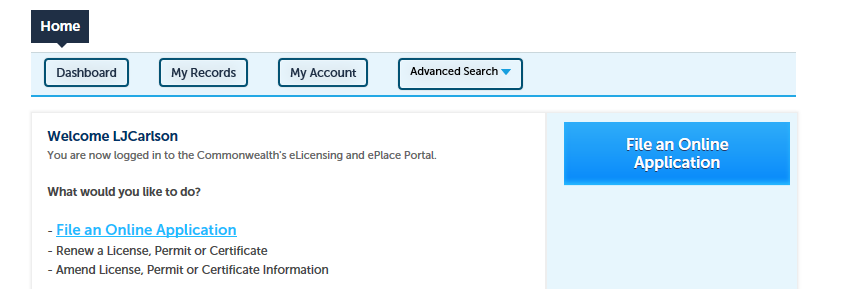 Home
Dashboard
My Records
My Account
Advanced Search
Welcome LJCarlson
You are now logged in to the Commonwealth's eLicensing and ePlace Portal.
What would you like to do?
- File an Online Application
- Renew a License, Permit or Certificate
- Amend License, Permit or Certificate Information
File an Online
Application